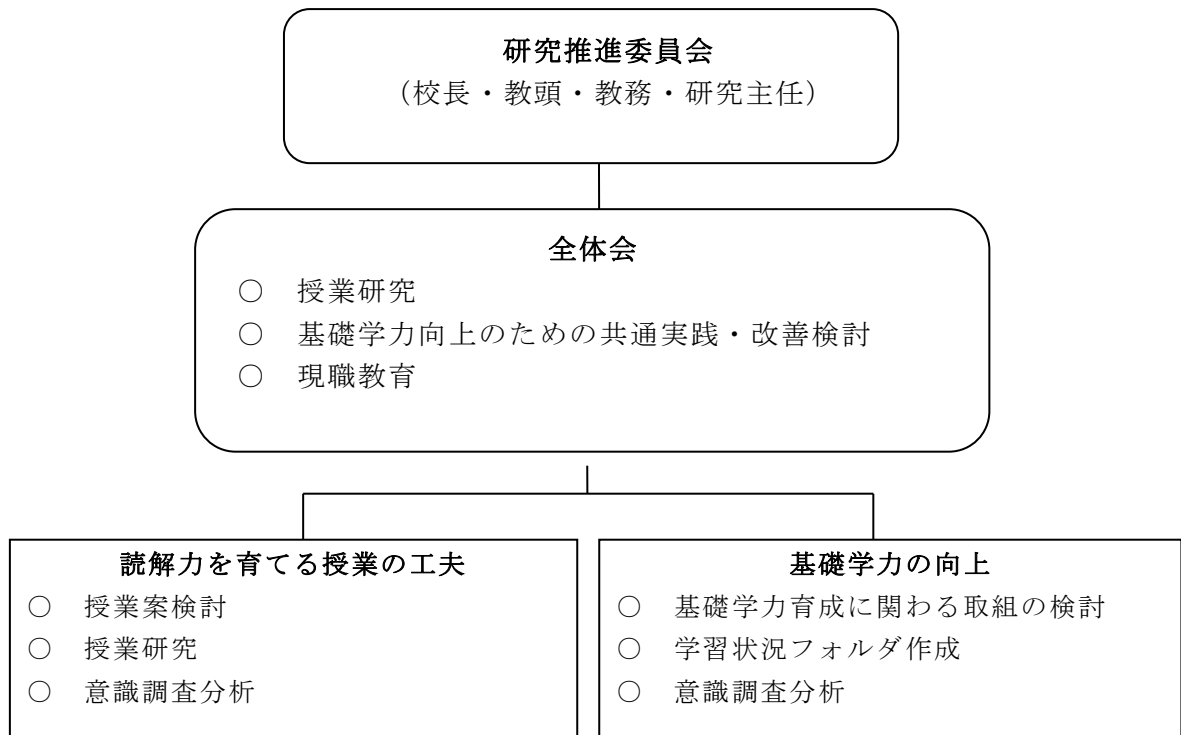 研究推進委員会
（校長・教頭・教務・研究主任）
全体会
○　授業研究
○　基礎学力向上のための共通実践・改善検討
○　現職教育
読解力を育てる授業の工夫
○　授業案検討
○　授業研究
○　意識調査分析
基礎学力の向上
○　基礎学力育成に関わる取組の検討
○　学習状況フォルダ作成
○　意識調査分析